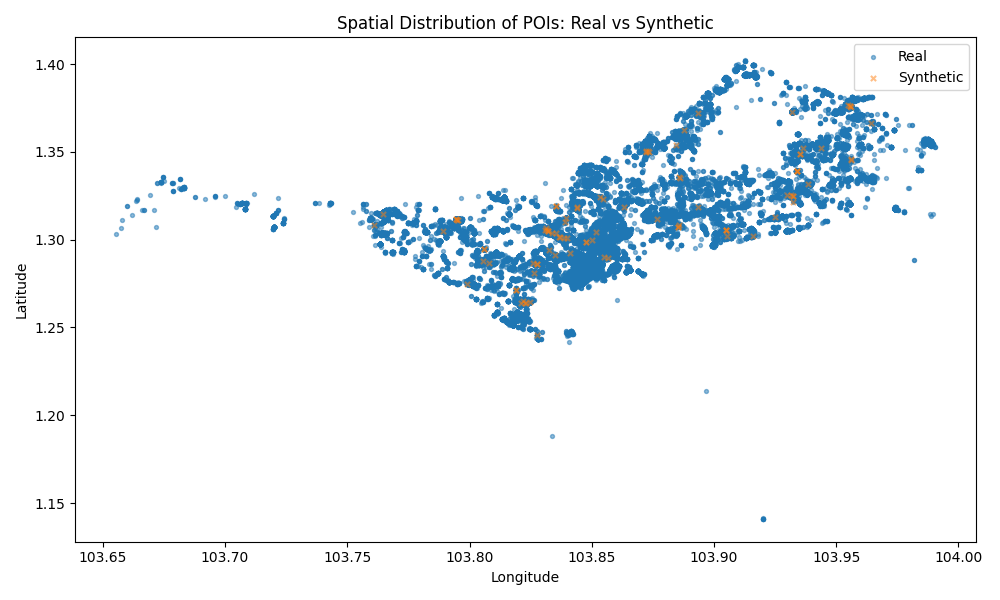 Spatial Distribution of POIs: Real vs Synthetic
Real
Synthetic
Latitude
1.40
1.35
1.30
1.25
1.20
1.15
103.65 103.70 103.75 103.80 103.85 103.90 103.95 104.00
Longitude